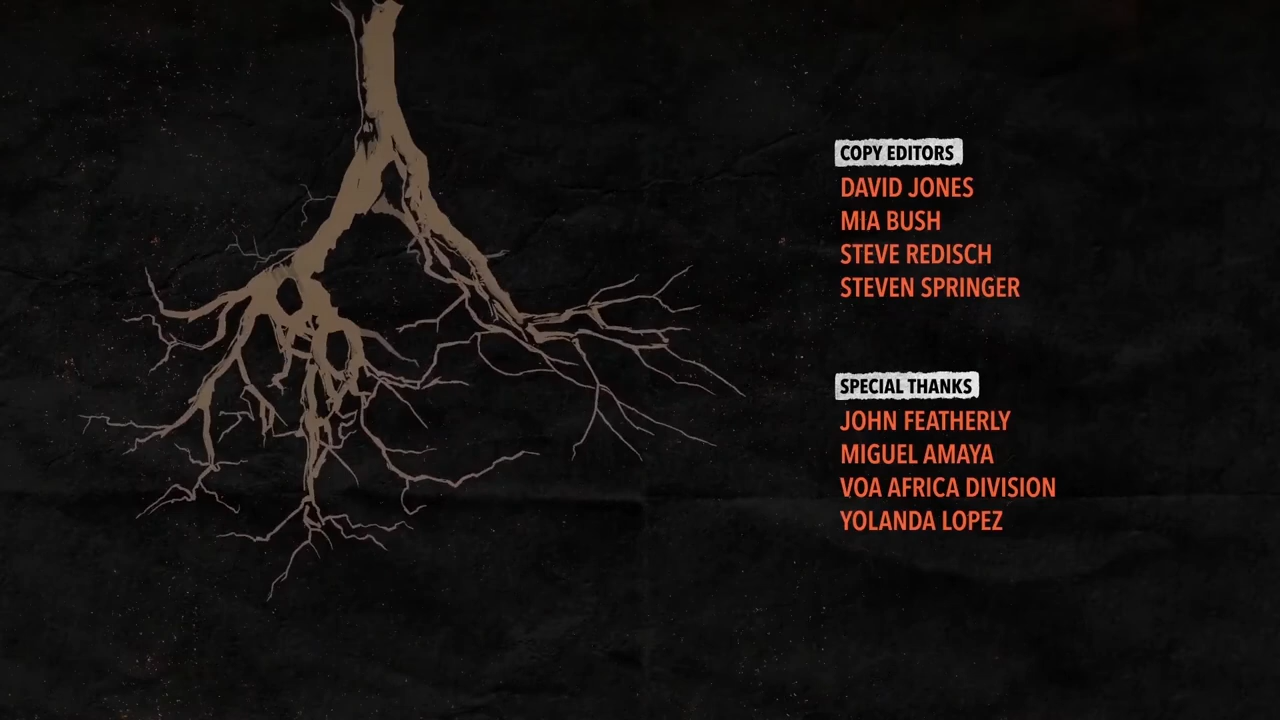 COPY EDITORS
DAVID JONES
MIA BUSH
STEVE REDISCH
STEVEN SPRINGER
SPECIAL THANKS
JOHN FEATHERLY
MIGUEL AMAYA
VOA AFRICA DIVISION
YOLANDA LOPEZ